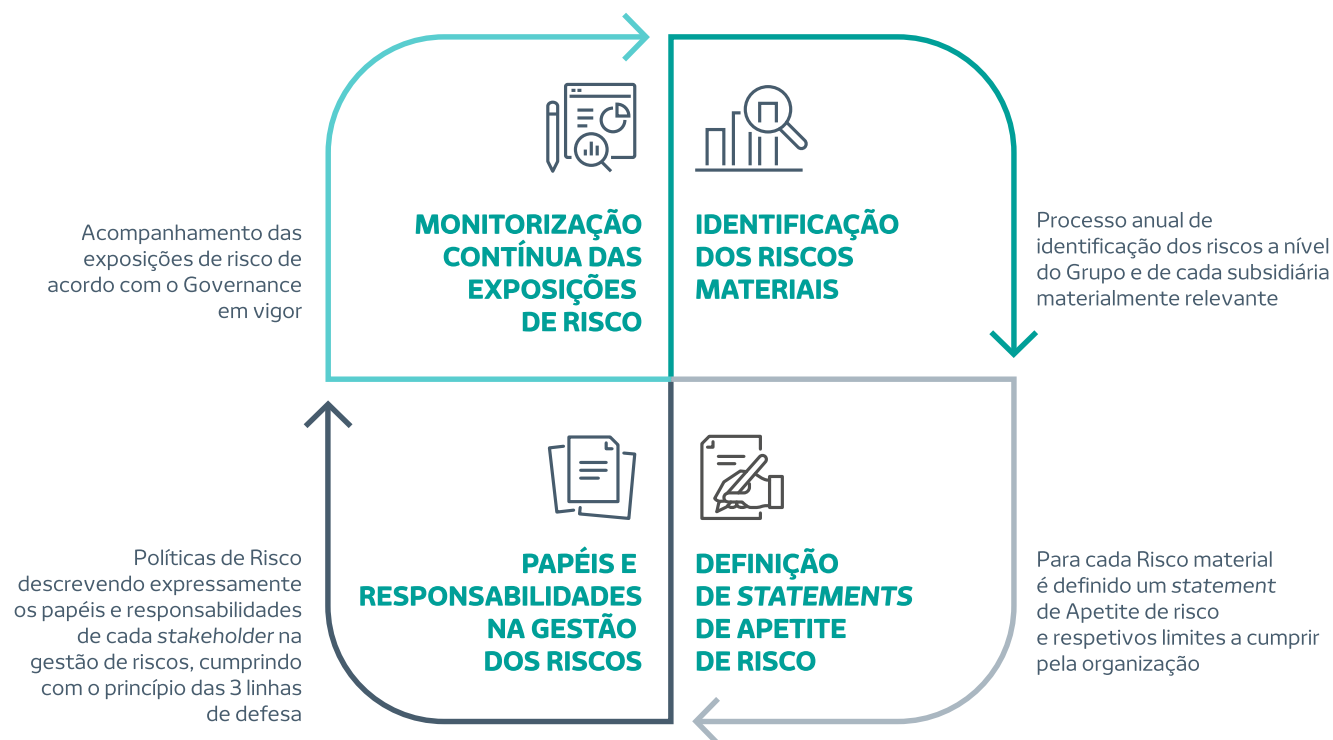 Acompanhamento das
exposições de risco de
acordo com o Governance
em vigor
MONITORIZAÇÃO
CONTÍNUA DAS
EXPOSIÇÕES
DE RISCO
IDENTIFICAÇÃO
DOS RISCOS
MATERIAIS
Processo anual de
identificação dos riscos a nível
do Grupo e de cada subsidiária
materialmente relevante
Políticas de Risco
descrevendo expressamente
os papéis e responsabilidades
de cada stakeholder na
gestão de riscos, cumprindo
com o princípio das 3 linhas
de defesa
PAPÉIS E
RESPONSABILIDADES
NA GESTÃO
DOS RISCOS
DEFINIÇÃO
DE STATEMENTS
DE APETITE
DE RISCO
Para cada Risco material
é definido um statement
de Apetite de risco
e respetivos limites a cumprir
pela organização